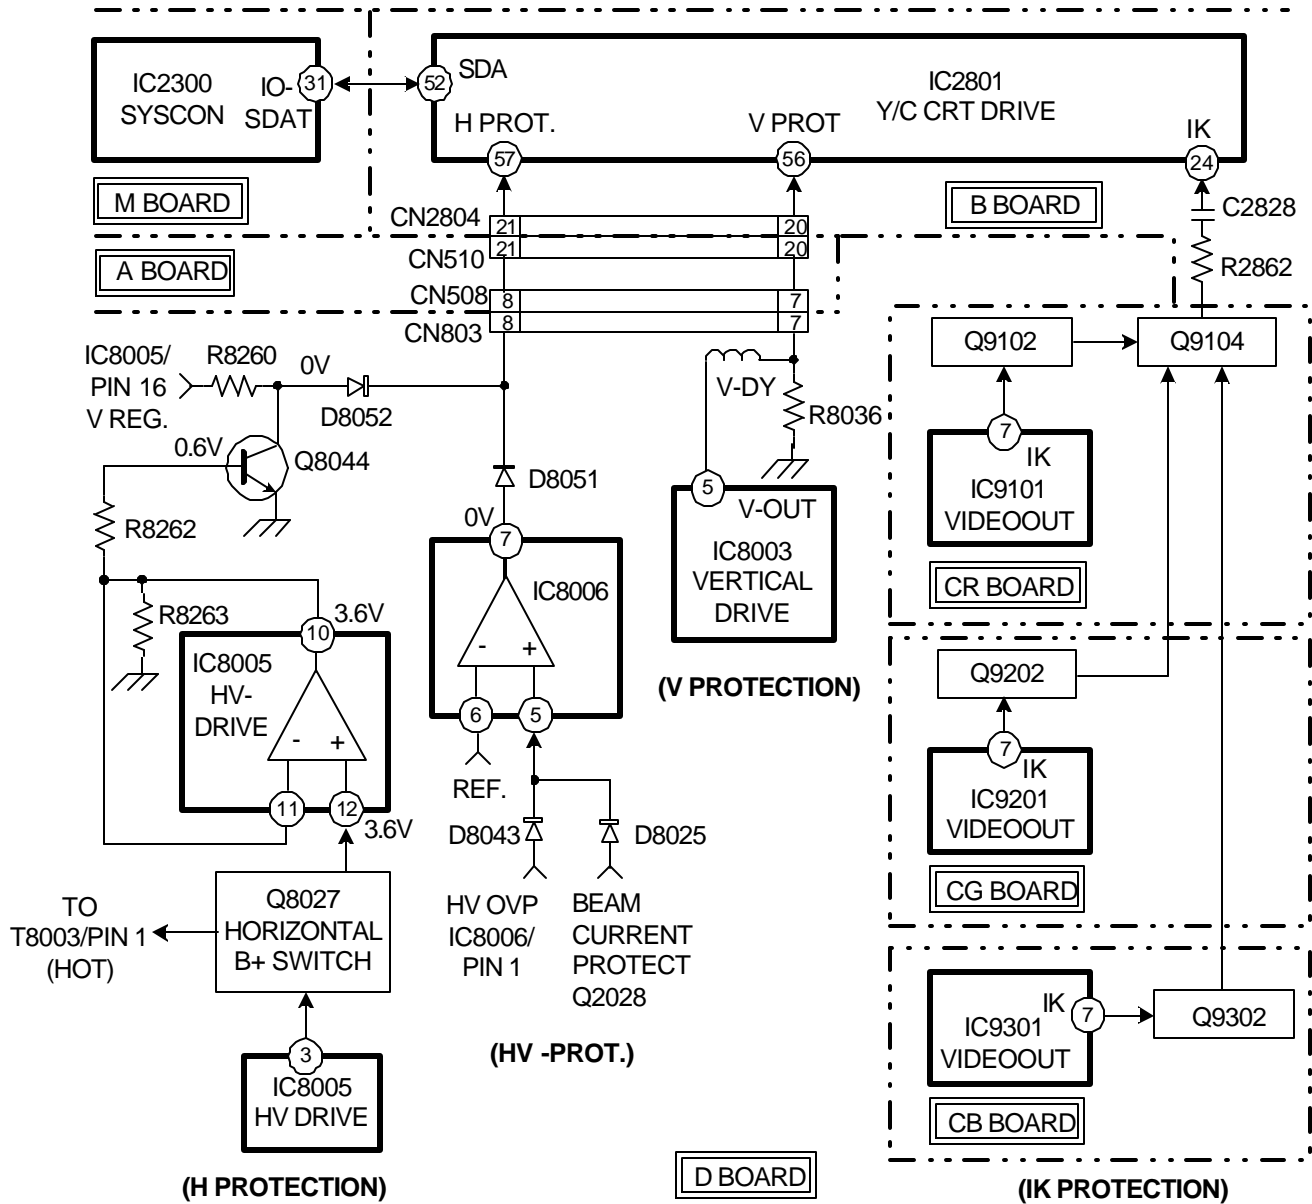 IC2300
SYSCON
IO-
SDAT
31
52
SDA
IC2801
Y/C CRT DRIVE
H PROT.
V PROT
IK
57
56
24
M BOARD
B BOARD
C2828
R2862
CN2804
21
20
CN510
21
20
A BOARD
CN508
8
7
CN803
8
7
IC8005/
PIN 16
V REG.
R8260
0V
D8052
0.6V
Q8044
R8262
R8263
D8051
0V
7
IC8006
-
+
6
5
REF.
D8043
D8025
HV OVP
IC8006/
PIN 1
BEAM
CURRENT
PROTECT
Q2028
(HV -PROT.)
V-DY
R8036
5
V-OUT
IC8003
VERTICAL
DRIVE
(V PROTECTION)
3.6V
10
IC8005
HV-
DRIVE
-
+
11
12
3.6V
Q8027
HORIZONTAL
B+ SWITCH
TO
T8003/PIN 1
(HOT)
3
IC8005
HV DRIVE
(H PROTECTION)
D BOARD
Q9102
Q9104
7
IK
IC9101
VIDEOOUT
CR BOARD
Q9202
7
IK
IC9201
VIDEOOUT
CG BOARD
IK
7
IC9301
VIDEOOUT
Q9302
CB BOARD
(IK PROTECTION)